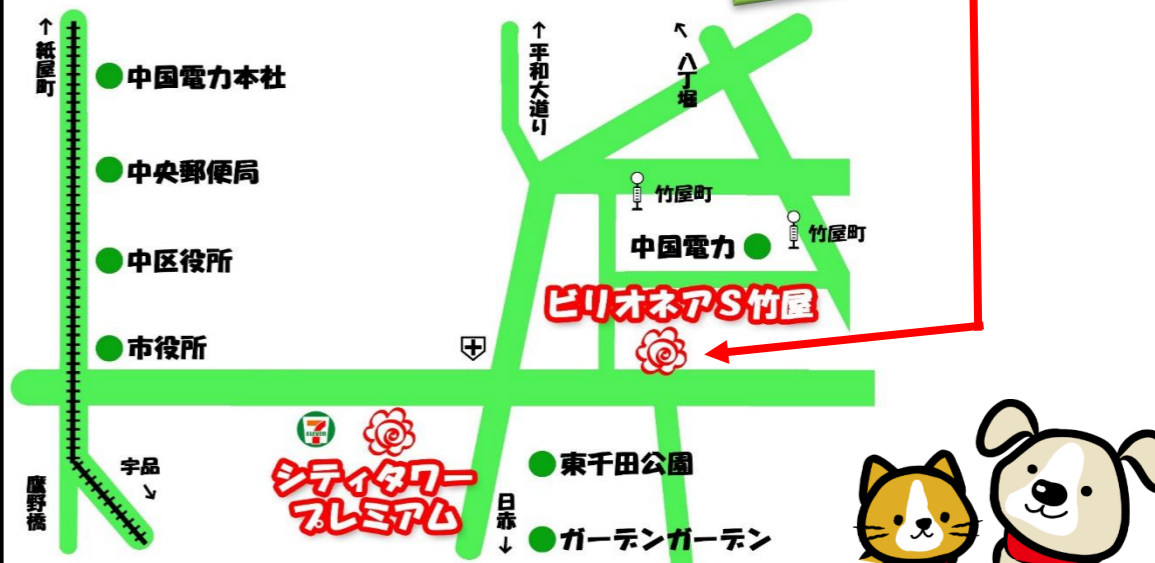 ↑紙屋町
中国電力本社
中央郵便局
中区役所
市役所
↑平和大道り
↖八丁堀
竹屋町
竹屋町
中国電力
ビリオネアS竹屋
7
ELEVEN
シティタワー
プレミアム
宇品↘
鷹野橋
日赤↓
東千田公園
ガーデンガーデン